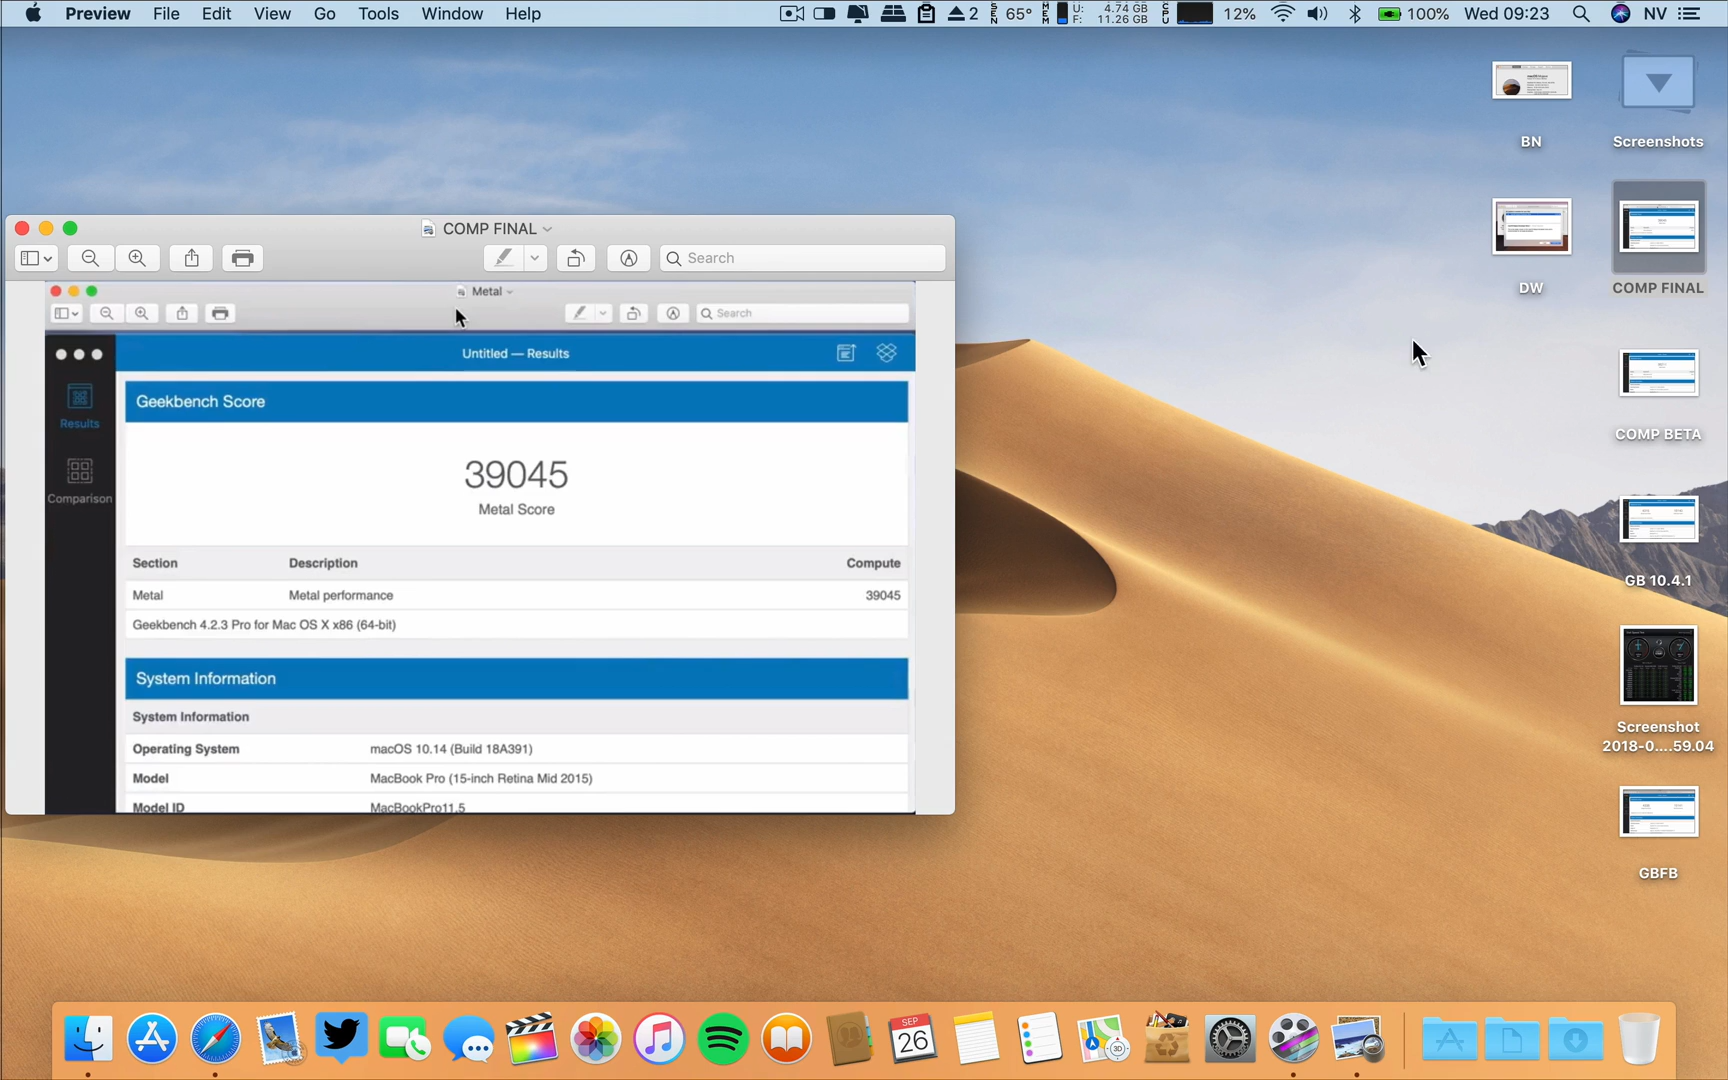 Preview File Edit View Go Tools Window Help
2 SEN 65° MEM U: 4.74 GB F: 11.26 GB CPU 12% 100% Wed 09:23 NV
BN
Screenshots
DW
COMP FINAL
COMP BETA
GB 10.4.1
Screenshot
2018-0....59.04
GBFB
COMP FINAL
Search
Metal
Search
Untitled — Results
Results
Comparison
Geekbench Score
39045
Metal Score
Section Description Compute
Metal Metal performance 39045
Geekbench 4.2.3 Pro for Mac OS X x86 (64-bit)
System Information
System Information
Operating System macOS 10.14 (Build 18A391)
Model MacBook Pro (15-inch Retina Mid 2015)
Model ID MacBookPro11,5
SEP
26
3D